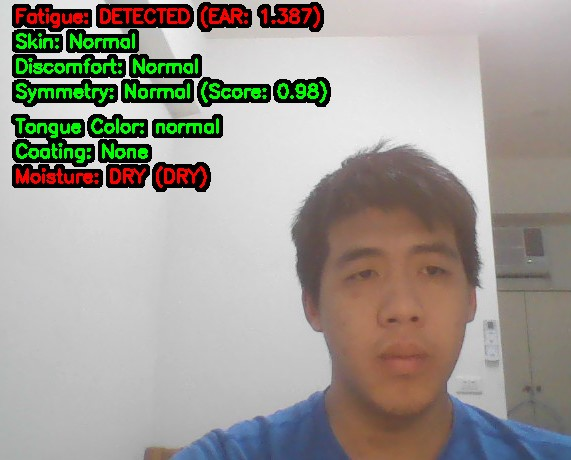 Fatigue: DETECTED (EAR: 1.387)
Skin: Normal
Discomfort: Normal
Symmetry: Normal (Score: 0.98)
Tongue Color: normal
Coating: None
Moisture: DRY (DRY)